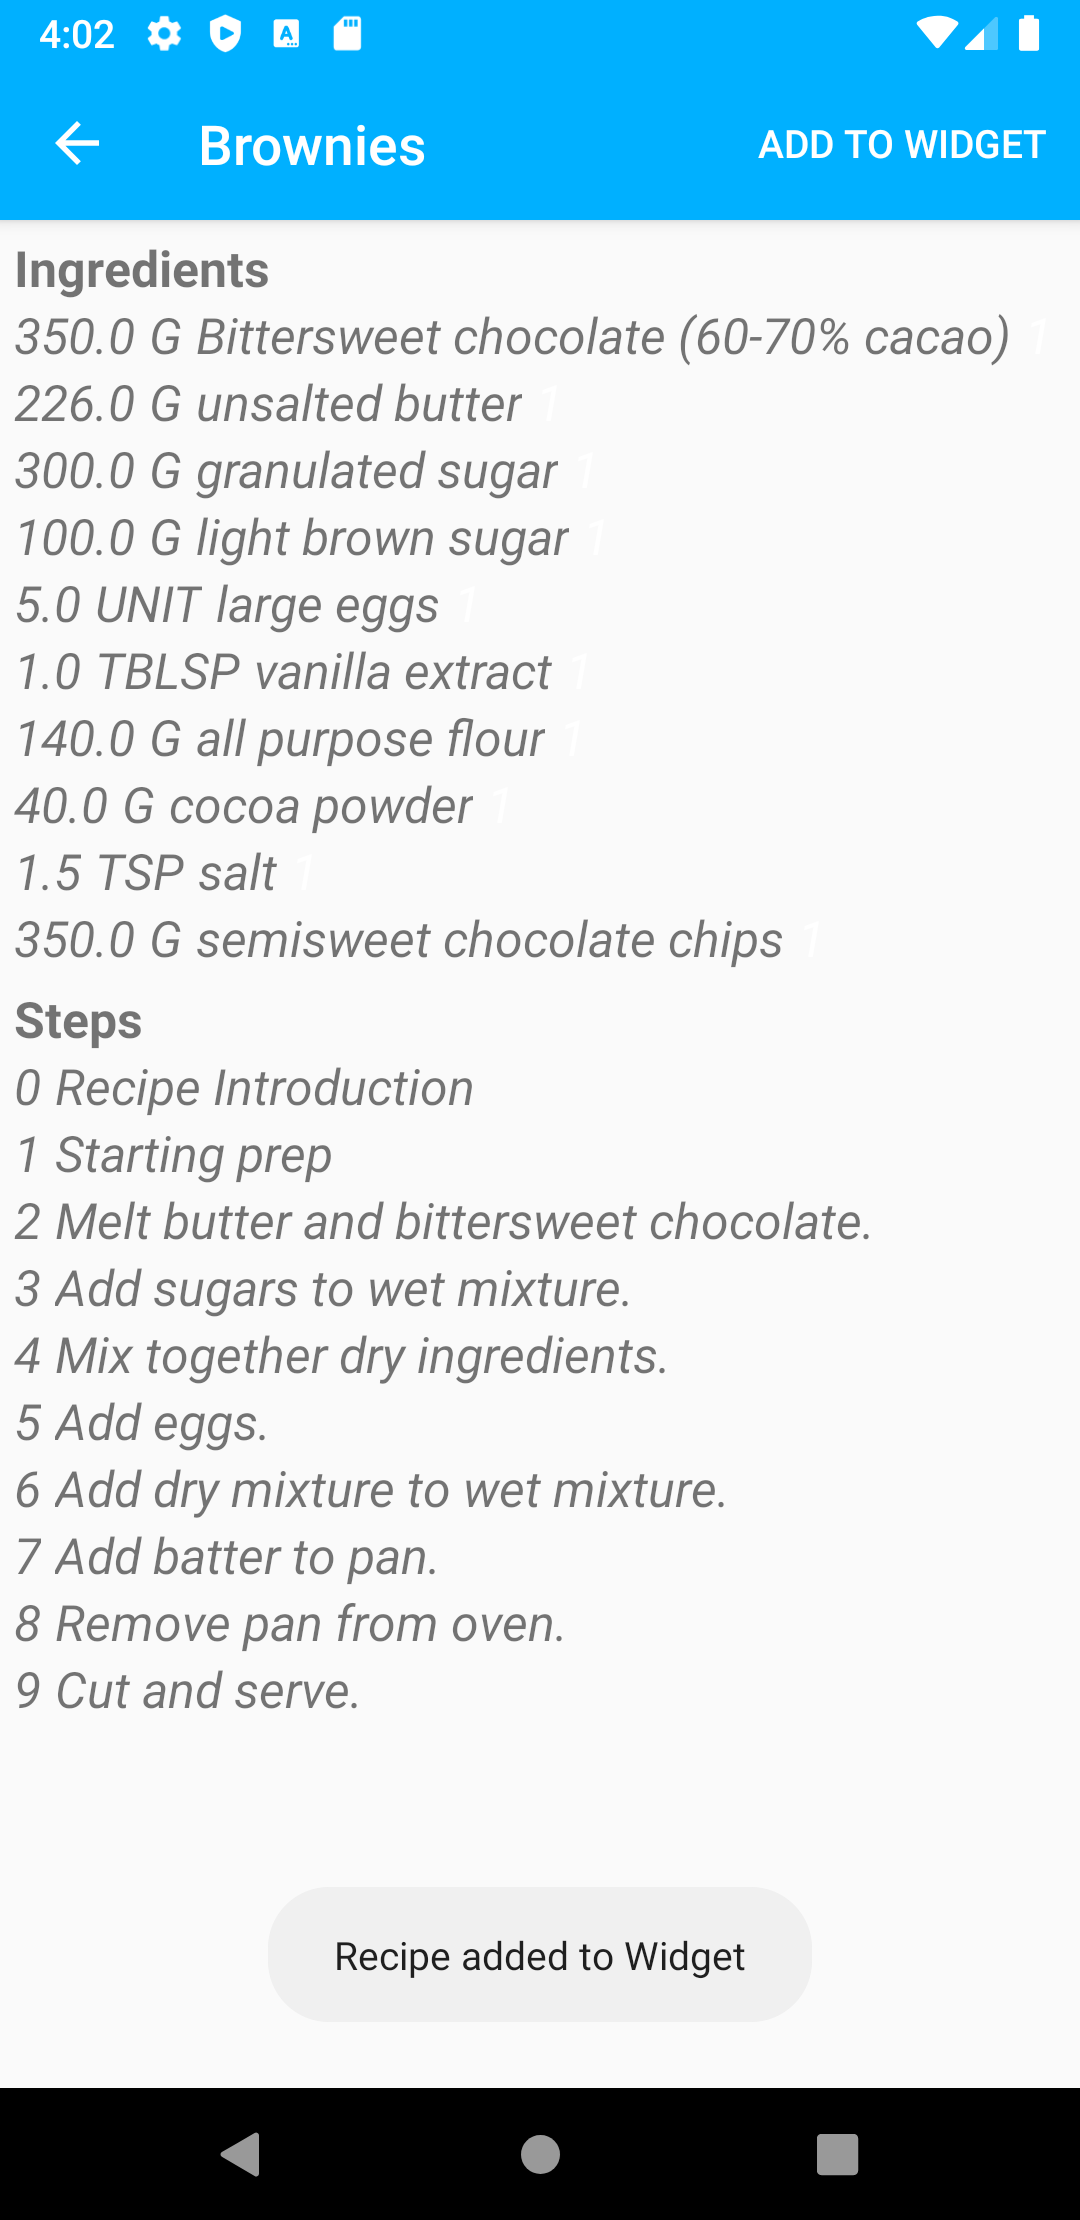 4:02
Brownies
ADD TO WIDGET
Ingredients
350.0 G Bittersweet chocolate (60-70% cacao) 1
226.0 G unsalted butter 1
300.0 G granulated sugar 1
100.0 G light brown sugar 1
5.0 UNIT large eggs 1
1.0 TBLSP vanilla extract 1
140.0 G all purpose flour 1
40.0 G cocoa powder 1
1.5 TSP salt 1
350.0 G semisweet chocolate chips 1
Steps
0 Recipe Introduction
1 Starting prep
2 Melt butter and bittersweet chocolate.
3 Add sugars to wet mixture.
4 Mix together dry ingredients.
5 Add eggs.
6 Add dry mixture to wet mixture.
7 Add batter to pan.
8 Remove pan from oven.
9 Cut and serve.
Recipe added to Widget